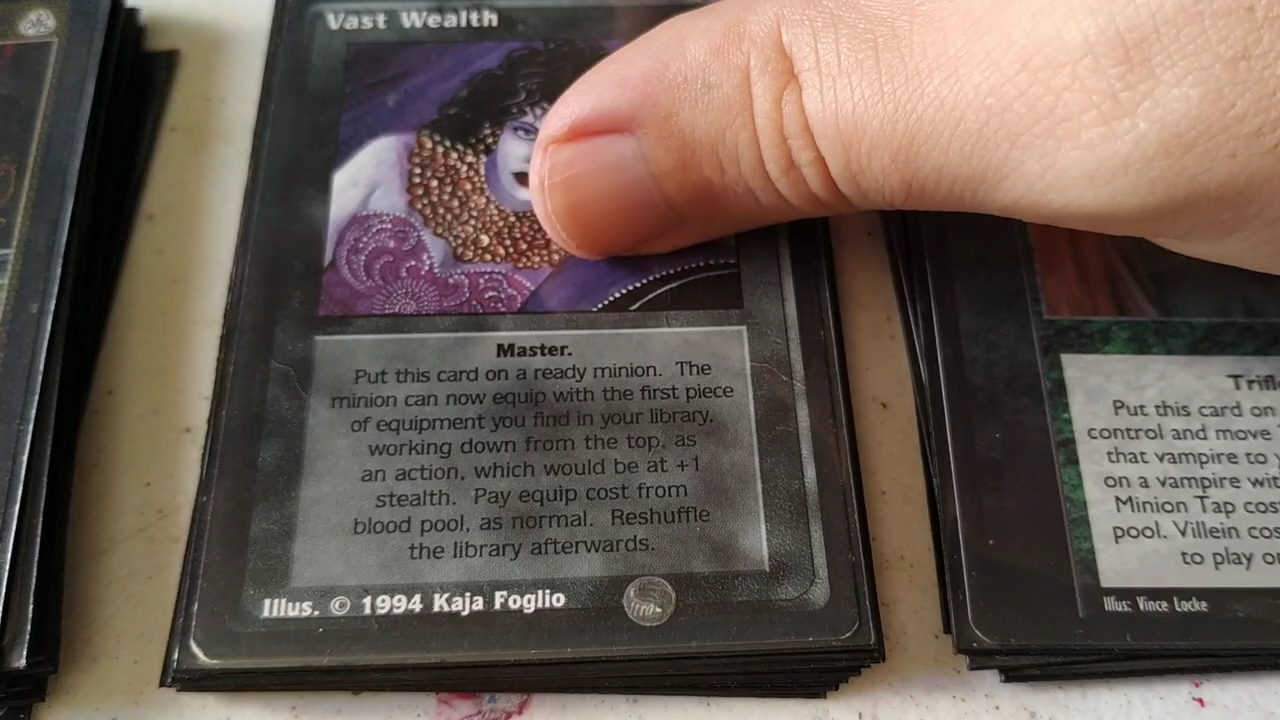 Vast Wealth
Master.
Put this card on a ready minion. The
minion can now equip with the first piece
of equipment you find in your library,
working down from the top, as
an action, which would be at +1
stealth. Pay equip cost from
blood pool, as normal. Reshuffle
the library afterwards.
Illus. © 1994 Kaja Foglio
Put this card on
control and move
that vampire to
on a vampire
Minion Tap
pool. Villein
to play
Illus: Vince Locke